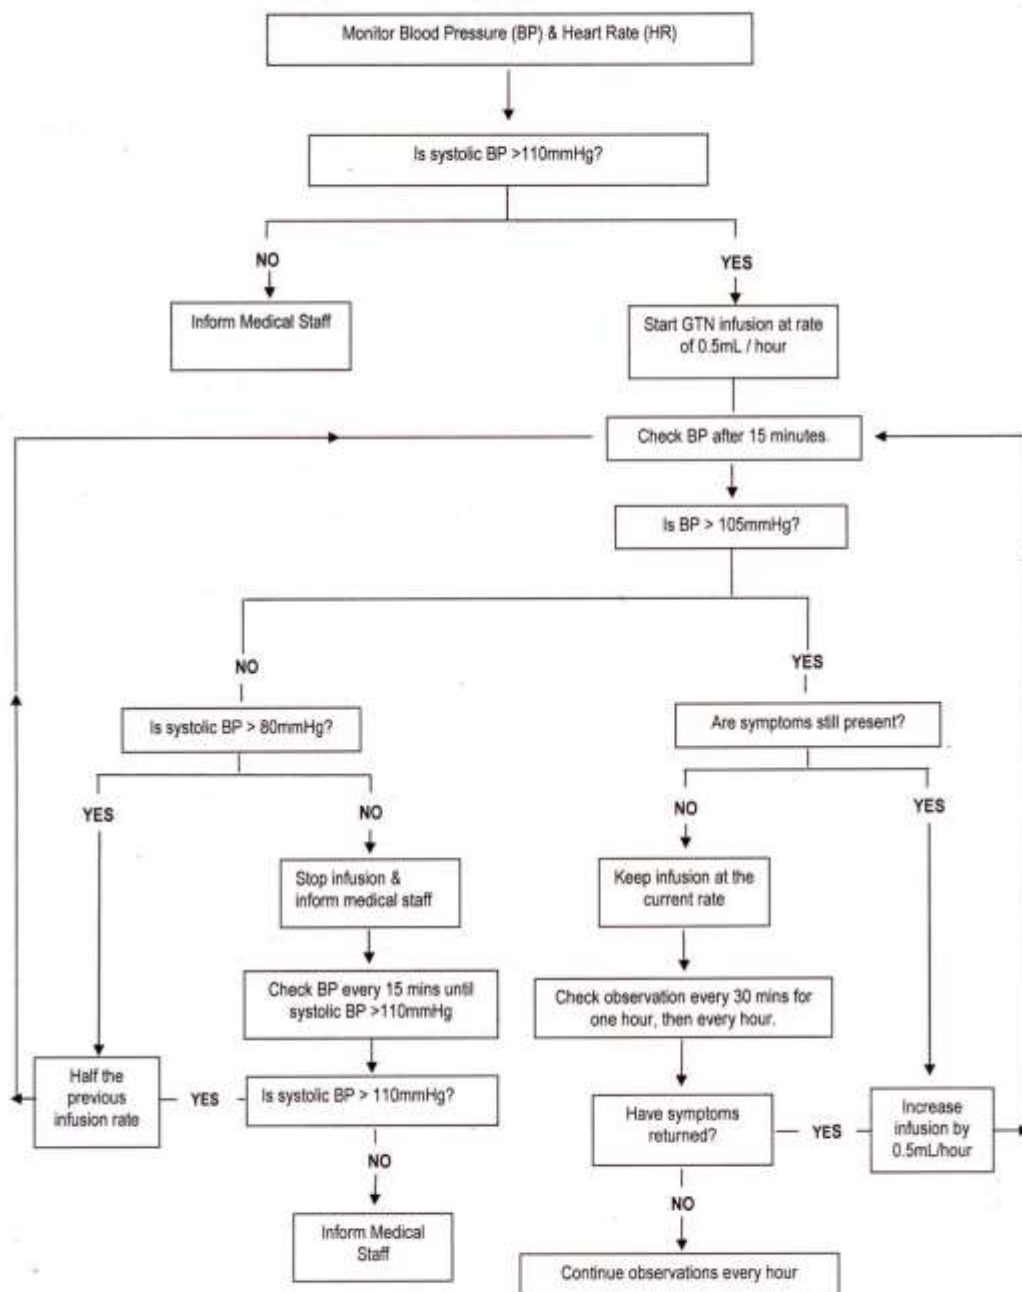 Monitor Blood Pressure (BP) & Heart Rate (HR)
Is systolic BP >110mmHg?
NO
YES
Inform Medical Staff
Start GTN infusion at rate
of 0.5mL / hour
Check BP after 15 minutes.
Is BP > 105mmHg?
NO
YES
Is systolic BP > 80mmHg?
Are symptoms still present?
YES
NO
NO
YES
Stop infusion &
inform medical staff
Keep infusion at the
current rate
Check BP every 15 mins until
systolic BP >110mmHg
Check observation every 30 mins for
one hour, then every hour.
Half the
previous
infusion rate
YES
Is systolic BP > 110mmHg?
Have symptoms
returned?
YES
Increase
infusion by
0.5mL/hour
NO
NO
Inform Medical
Staff
Continue observations every hour